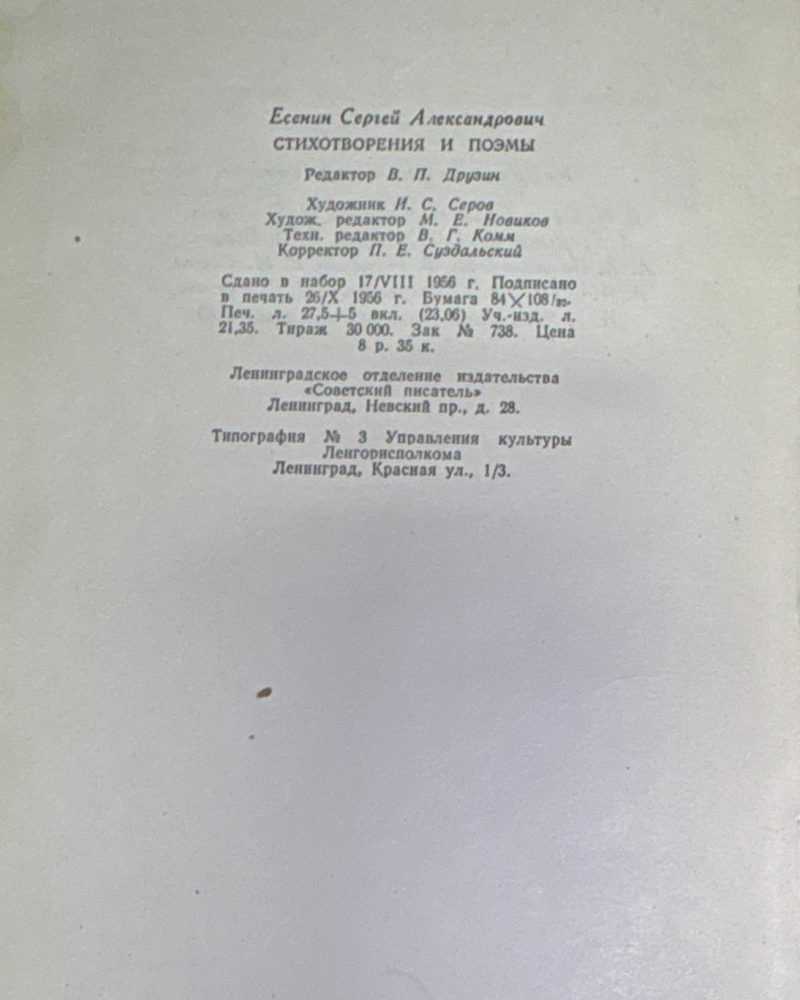 Есенин Сергей Александрович
СТИХОТВОРЕНИЯ И ПОЭМЫ
Редактор В. П. Друзин
Художник И. С. Серов
Худож. редактор М. Е. Новиков
Техн. редактор В. Г. Комм
Корректор П. Е. Суздальский
Сдано в набор 17/VIII 1956 г. Подписано
в печать 26/X 1956 г. Бумага 84×108
Печ. л. 27,5+5 вкл. (23,06) Уч.-изд. л.
21,35. Тираж 30 000. Зак № 738. Цена
8 р. 35 к.
Ленинградское отделение издательства
«Советский писатель»
Ленинград, Невский пр., д. 28.
Типография № 3 Управления культуры
Ленгорисполкома
Ленинград, Красная ул., 1/3.